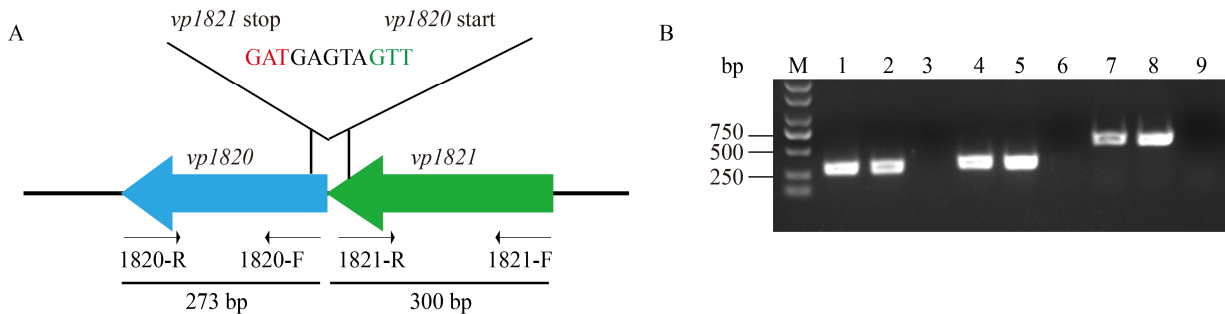 A
vp1821 stop
vp1820 start
GATGAGTAGTT
vp1820
vp1821
1820-R
1820-F
1821-R
1821-F
273 bp
300 bp
B
bp M 1 2 3 4 5 6 7 8 9
750
500
250